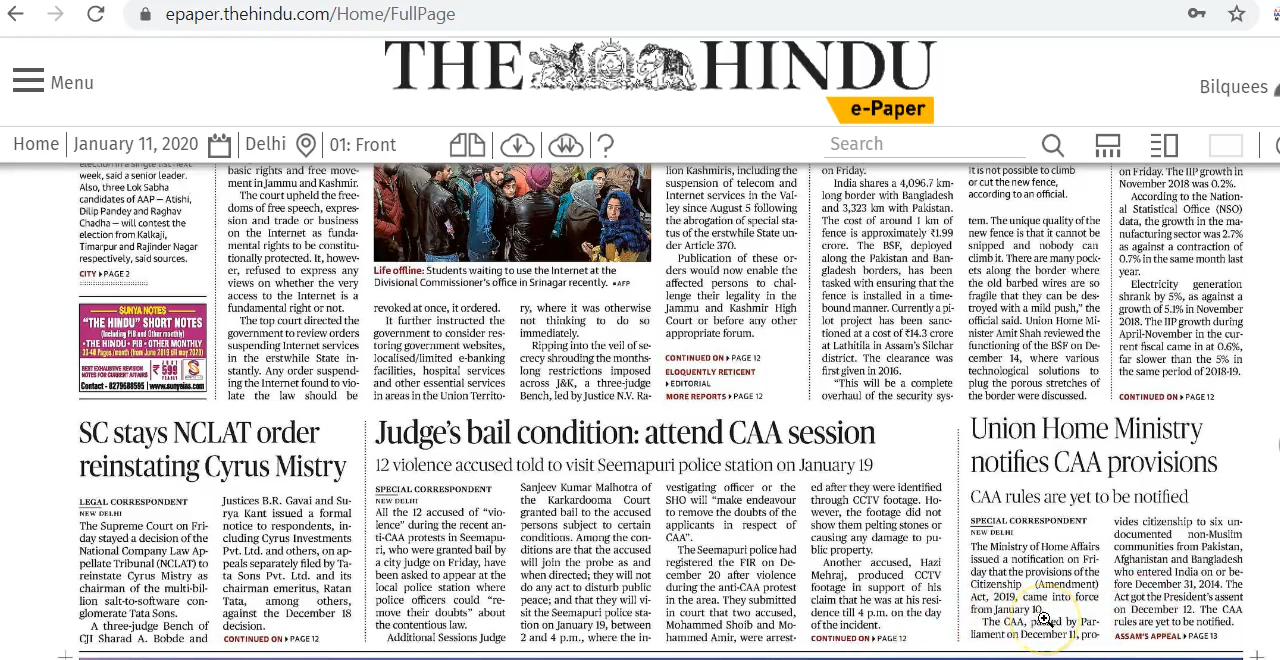 epaper.thehindu.com/Home/FullPage
THE HINDU
e-Paper
Menu
Bilquees
Home
January 11, 2020
Delhi
01: Front
?
Search
week, said a senior leader.
Also, three Lok Sabha
candidates of AAP — Atishi,
Dilip Pandey and Raghav
Chadha — will contest the
election from Kalkaji,
Timarpur and Rajinder Nagar
respectively, said sources.
CITY ▸ PAGE 2
SUNYA NOTES
"THE HINDU" SHORT NOTES
(Including PIB and Other monthly)
• THE HINDU • PIB • OTHER MONTHLY
33-40 Pages/month (from June 2019 till may 2020)
BEST EXHAUSTIVE REVISION
NOTES FOR CURRENT AFFAIRS
₹ 599
Contact - 8279688595 | www.sunyaias.com
basic rights and free move-
ment in Jammu and Kashmir.
The court upheld the free-
doms of speech, expres-
sion and trade or business
on the Internet as funda-
mental rights to be constitu-
tionally protected. It, howev-
er, refused to express any
views on whether the very
access to the Internet is a
fundamental right or not.
The top court directed the
government to review orders
suspending Internet services
in the erstwhile State in-
stantly. Any order suspend-
ing the Internet found to vio-
late the law should be
Life offline: Students waiting to use the Internet at the
Divisional Commissioner's office in Srinagar recently. ▪ AFP
revoked at once, it ordered.
It further instructed the
government to consider res-
toring government websites,
localised/limited e-banking
facilities, hospital services
and other essential services
in areas in the Union Territo-
ry, where it was otherwise
not thinking to do so
immediately.
Ripping into the veil of se-
crecy shrouding the months-
long restrictions imposed
across J&K, a three-judge
Bench, led by Justice N.V. Ra-
lion Kashmiris, including the
suspension of telecom and
Internet services in the Val-
ley since August 5 following
the abrogation of special sta-
tus of the erstwhile State un-
der Article 370.
Publication of these or-
ders would now enable the
affected persons to chal-
lenge their legality in the
Jammu and Kashmir High
Court or before any other
appropriate forum.
CONTINUED ON ▸ PAGE 12
ELOQUENTLY RETICENT
▸ EDITORIAL
MORE REPORTS ▸ PAGE 12
on Friday.
India shares a 4,096.7 km-
long border with Bangladesh
and 3,323 km with Pakistan.
The cost of around 1 km of
fence is approximately ₹1.99
crore. The BSF, deployed
along the Pakistan and Ban-
gladesh borders, has been
tasked with ensuring that the
fence is installed in a time-
bound manner. Currently a pi-
lot project has been sanc-
tioned at a cost of ₹14.3 crore
at Lathitila in Assam's Silchar
district. The clearance was
first given in 2016.
"This will be a complete
overhaul of the security sys-
It is not possible to climb
or cut the new fence,
according to an official.
tem. The unique quality of the
new fence is that it cannot be
snipped and nobody can
climb it. There are many pock-
ets along the border where
the old barbed wires are so
fragile that they can be des-
troyed with a mild push," the
official said. Union Home Mi-
nister Amit Shah reviewed the
functioning of the BSF on De-
cember 14, where various
technological solutions to
plug the porous stretches of
the border were discussed.
on Friday. The IIP growth in
November 2018 was 0.2%.
According to the Nation-
al Statistical Office (NSO)
data, the growth in the ma-
nufacturing sector was 2.7%
as against a contraction of
0.7% in the same month last
year.
Electricity generation
shrank by 5%, as against a
growth of 5.1% in November
2018. The IIP growth during
April-November in the cur-
rent fiscal came in at 0.6%,
far slower than the 5% in
the same period of 2018-19.
CONTINUED ON ▸ PAGE 12
SC stays NCLAT order
reinstating Cyrus Mistry
LEGAL CORRESPONDENT
NEW DELHI
The Supreme Court on Fri-
day stayed a decision of the
National Company Law Ap-
pellate Tribunal (NCLAT) to
reinstate Cyrus Mistry as
chairman of the multi-bil-
lion salt-to-software con-
glomerate Tata Sons.
A three-judge Bench of
CJI Sharad A. Bobde and
Justices B.R. Gavai and Su-
rya Kant issued a formal
notice to respondents, in-
cluding Cyrus Investments
Pvt. Ltd. and others, on ap-
peals separately filed by Ta-
ta Sons Pvt. Ltd. and its
chairman emeritus, Ratan
Tata, among others,
against the December 18
decision.
CONTINUED ON ▸ PAGE 12
Judge's bail condition: attend CAA session
12 violence accused told to visit Seemapuri police station on January 19
SPECIAL CORRESPONDENT
NEW DELHI
All the 12 accused of "vio-
lence" during the recent an-
ti-CAA protests in Seemapu-
ri, who were granted bail by
a city judge on Friday, have
been asked to appear at the
local police station where
police officers could "re-
move their doubts" about
the contentious law.
Additional Sessions Judge
Sanjeev Kumar Malhotra of
the Karkardooma Court
granted bail to the accused
persons subject to certain
conditions. Among the con-
ditions are that the accused
will join the probe as and
when directed; they will not
do any act to disturb public
peace; and that they will vi-
sit the Seemapuri police sta-
tion on January 19, between
2 and 4 p.m., where the in-
vestigating officer or the
SHO will "make endeavour
to remove the doubts of the
applicants in respect of
CAA".
The Seemapuri police had
registered the FIR on De-
cember 20 after violence
during the anti-CAA protest
in the area. They submitted
in court that two accused,
Mohammed Shoib and Mo-
hammed Amir, were arrest-
ed after they were identified
through CCTV footage. Ho-
wever, the footage did not
show them pelting stones or
causing any damage to pu-
blic property.
Another accused, Hazi
Mehraj, produced CCTV
footage in support of his
claim that he was at his resi-
dence till 4 p.m. on the day
of the incident.
CONTINUED ON ▸ PAGE 12
Union Home Ministry
notifies CAA provisions
CAA rules are yet to be notified
SPECIAL CORRESPONDENT
NEW DELHI
The Ministry of Home Affairs
issued a notification on Fri-
day that the provisions of the
Citizenship (Amendment)
Act, 2019, came into force
from January 10.
The CAA, passed by Par-
liament on December 11, pro-
vides citizenship to six un-
documented non-Muslim
communities from Pakistan,
Afghanistan and Bangladesh
who entered India on or be-
fore December 31, 2014. The
Act got the President's assent
on December 12. The CAA
rules are yet to be notified.
ASSAM'S APPEAL ▸ PAGE 13